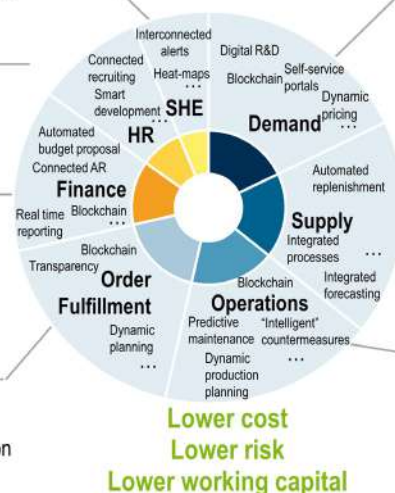 Interconnected
alerts
Heat-maps
...
SHE
Digital R&D
Blockchain
Self-service
portals
Dynamic
pricing
...
Demand
Automated
replenishment
Supply
Integrated
processes
...
Integrated
forecasting
Blockchain
Operations
Predictive
maintenance
"Intelligent"
countermeasures
...
Dynamic
production
planning
Blockchain
Transparency
Order
Fulfillment
Dynamic
planning
...
Automated
budget proposal
Connected AR
Finance
Real time
reporting
Blockchain
...
Connected
recruiting
Smart
development
...
HR
Lower cost
Lower risk
Lower working capital